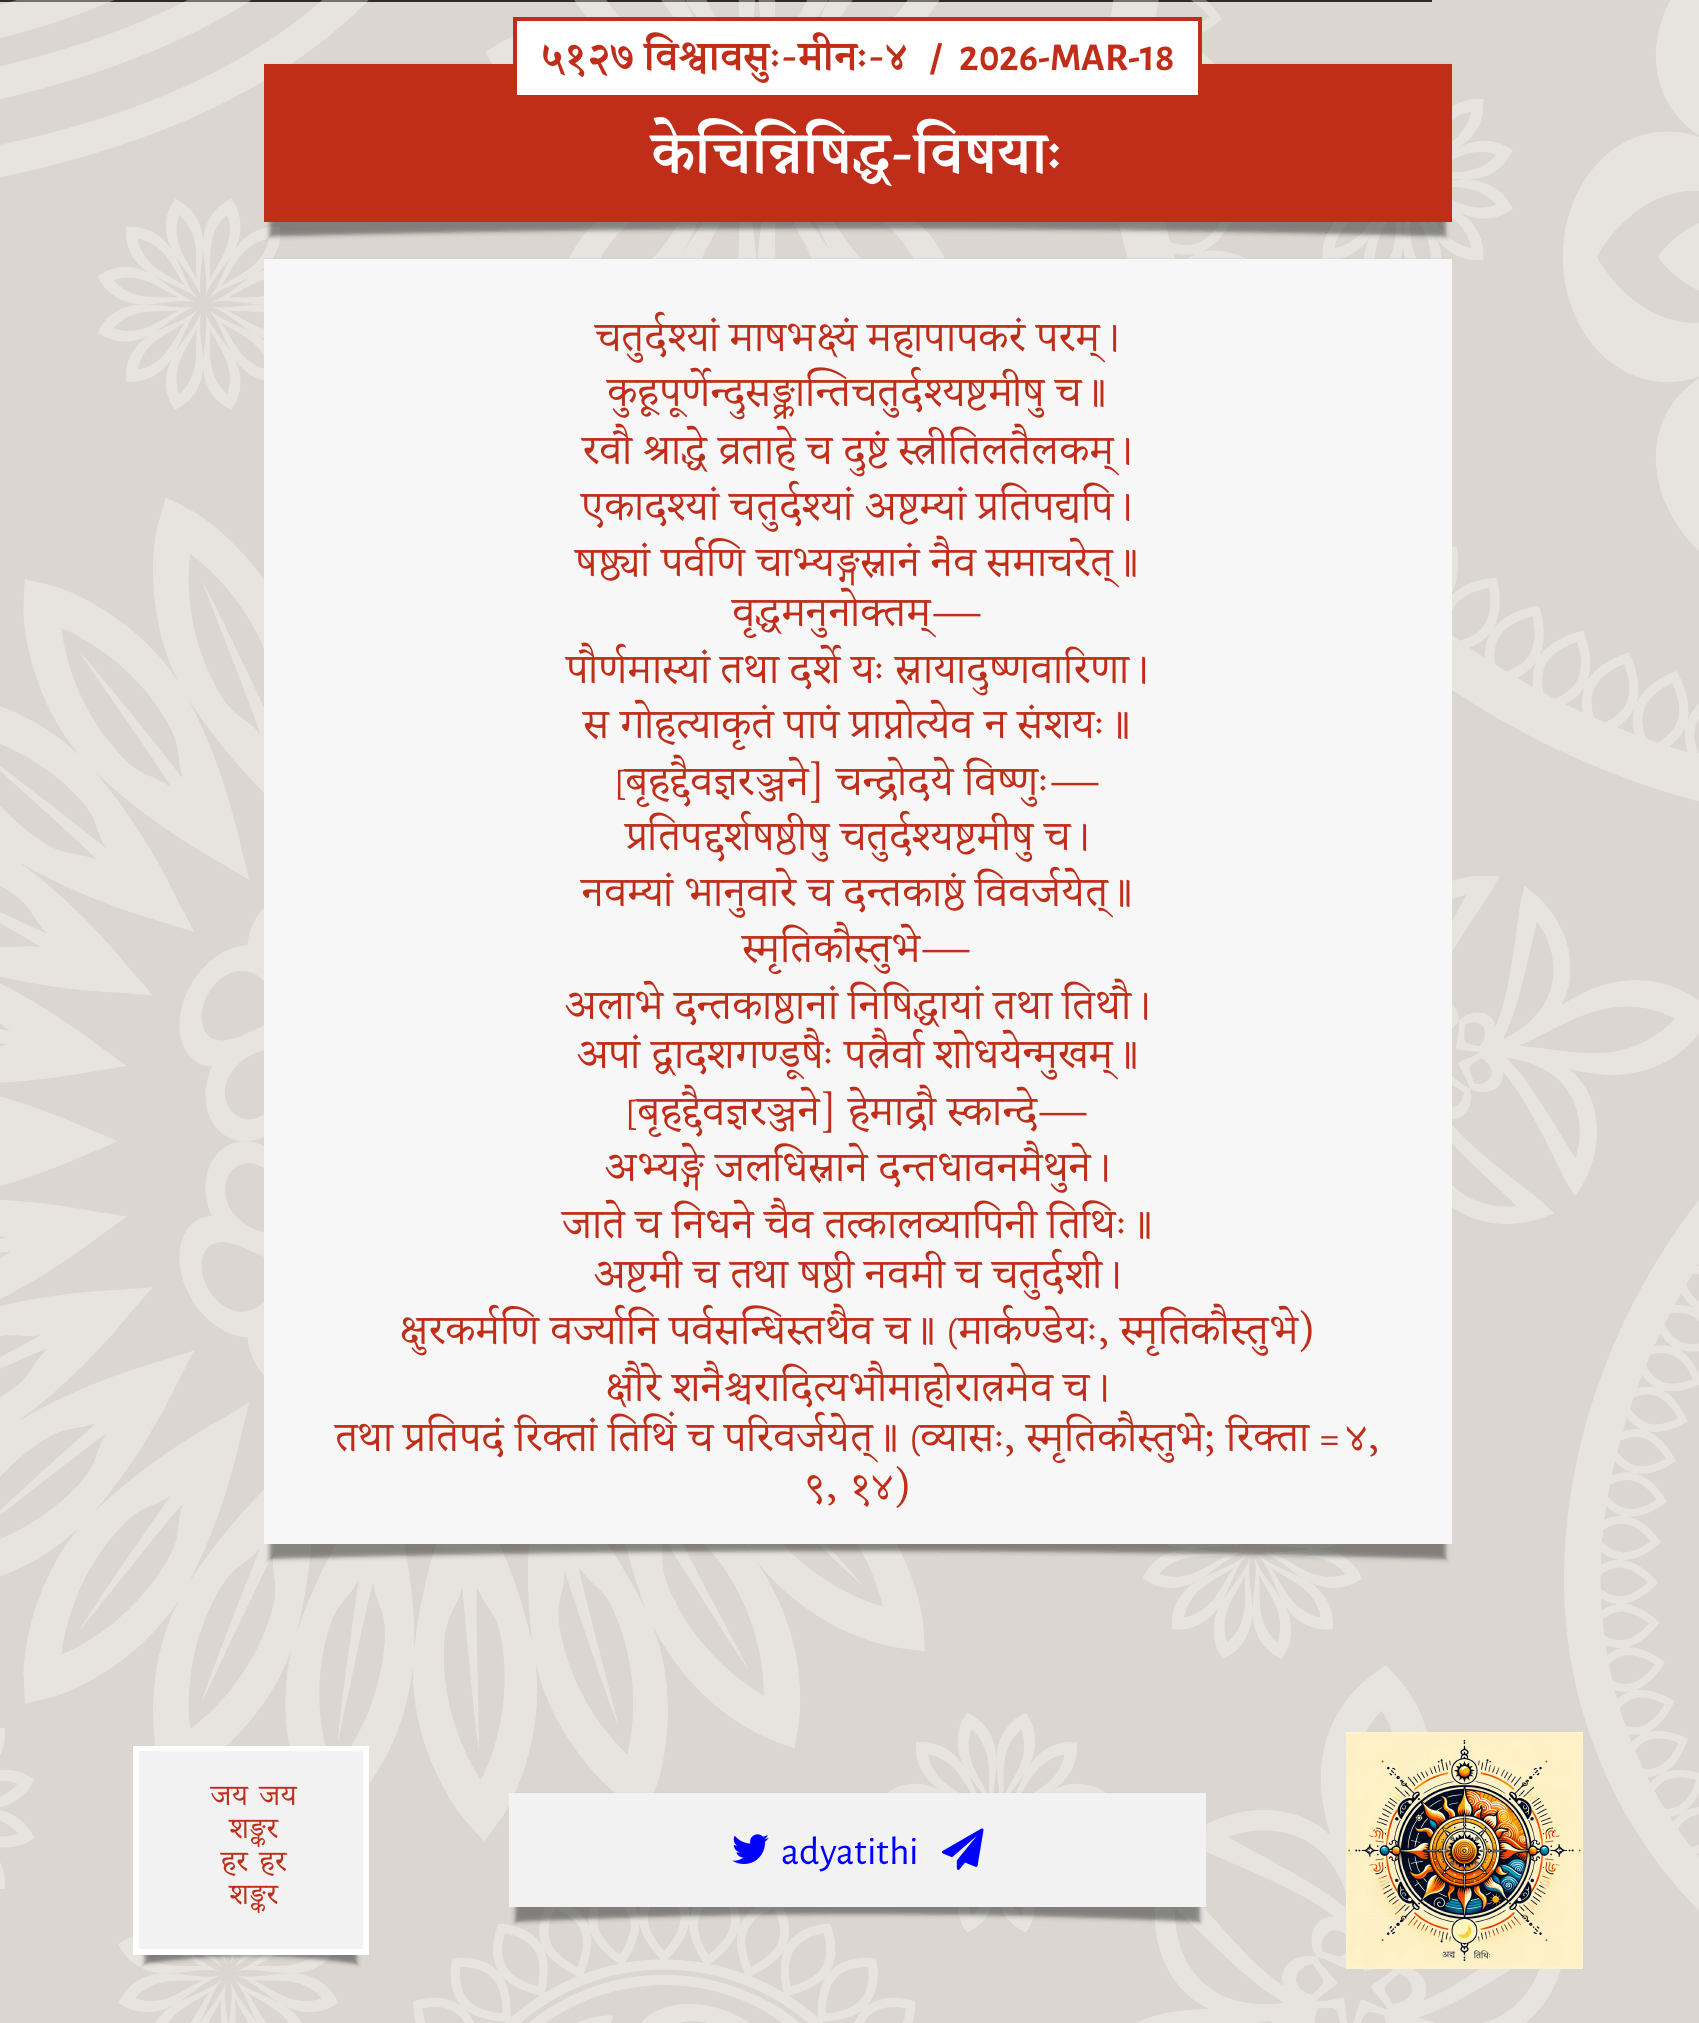 ५१२७ विश्वावसुः-मीनः-४ / 2026-MAR-18
केचिन्निषिद्ध-विषयाः
चतुर्दश्यां माषभक्ष्यं महापापकरं परम्।
कुहूपूर्णेन्दुसङ्क्रान्तिचतुर्दश्यष्टमीषु च॥
रवौ श्राद्धे व्रताहे च दुष्टं स्त्रीतिलतैलकम्।
एकादश्यां चतुर्दश्यां अष्टम्यां प्रतिपद्यपि।
षष्ठ्यां पर्वणि चाभ्यङ्गस्नानं नैव समाचरेत्॥
वृद्धमनुनोक्तम्—
पौर्णमास्यां तथा दर्शे यः स्नायादुष्णवारिणा।
स गोहत्याकृतं पापं प्राप्नोत्येव न संशयः॥
[बृहद्दैवज्ञरञ्जने] चन्द्रोदये विष्णुः—
प्रतिपद्दर्शषष्ठीषु चतुर्दश्यष्टमीषु च।
नवम्यां भानुवारे च दन्तकाष्ठं विवर्जयेत्॥
स्मृतिकौस्तुभे—
अलाभे दन्तकाष्ठानां निषिद्धायां तथा तिथौ।
अपां द्वादशगण्डूषैः पत्रैर्वा शोधयेन्मुखम्॥
[बृहद्दैवज्ञरञ्जने] हेमाद्रौ स्कान्दे—
अभ्यङ्गे जलधिस्नाने दन्तधावनमैथुने।
जाते च निधने चैव तत्कालव्यापिनी तिथिः॥
अष्टमी च तथा षष्ठी नवमी च चतुर्दशी।
क्षुरकर्मणि वर्ज्यानि पर्वसन्धिस्तथैव च॥ (मार्कण्डेयः, स्मृतिकौस्तुभे)
क्षौरे शनैश्चरादित्यभौमाहोरात्रमेव च।
तथा प्रतिपदं रिक्तां तिथिं च परिवर्जयेत्॥ (व्यासः, स्मृतिकौस्तुभे; रिक्ता = ४,
९, १४)
जय जय
शङ्कर
हर हर
शङ्कर
adyatithi
अद्य तिथिः